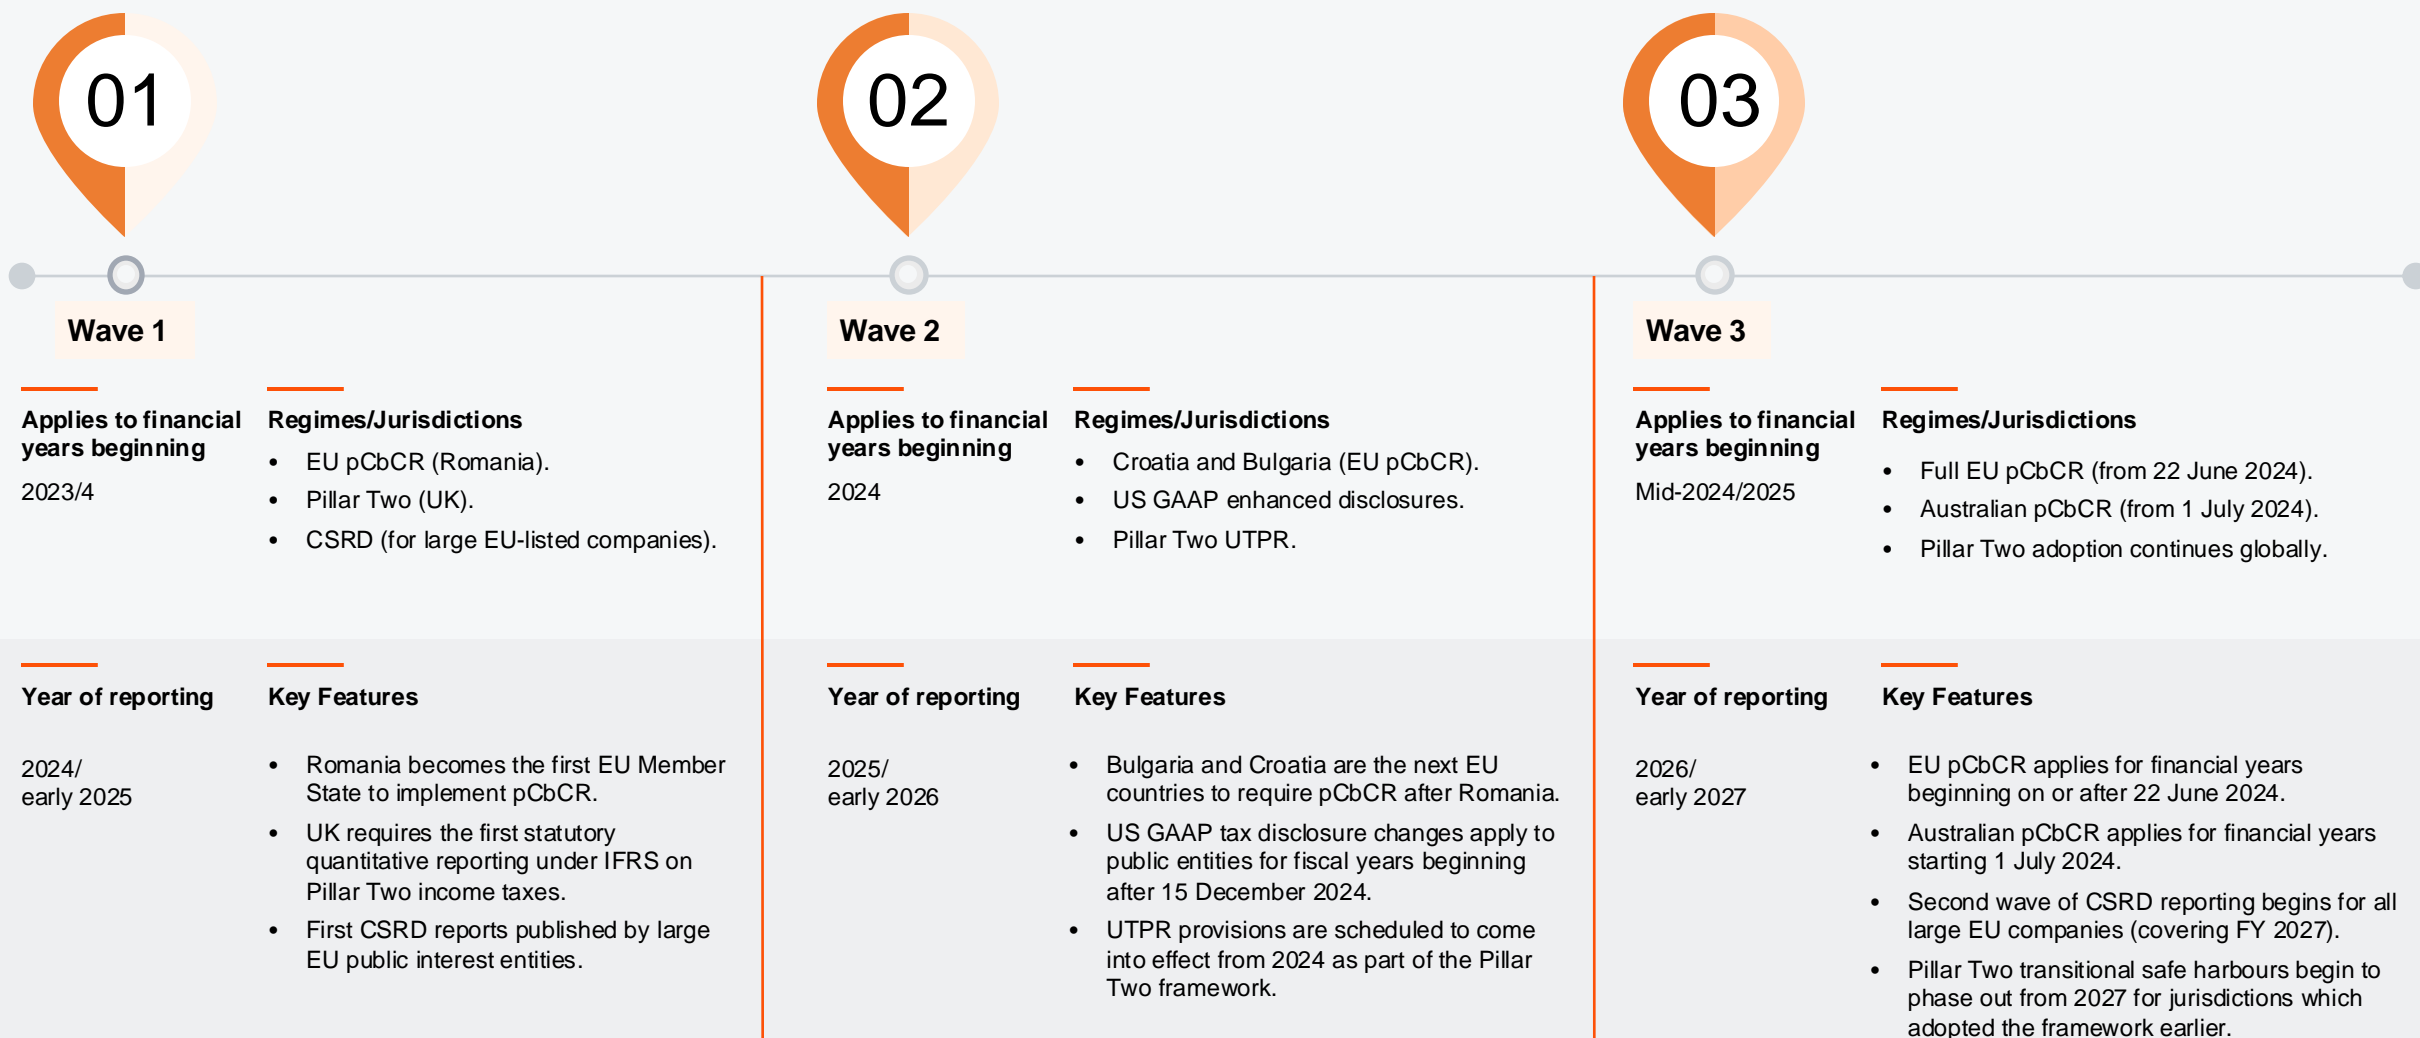 01
02
03
Wave 1
Applies to financial
years beginning
2023/4
Regimes/Jurisdictions
• EU pCbCR (Romania).
• Pillar Two (UK).
• CSRD (for large EU-listed companies).
Year of reporting
2024/
early 2025
Key Features
• Romania becomes the first EU Member
State to implement pCbCR.
• UK requires the first statutory
quantitative reporting under IFRS on
Pillar Two income taxes.
• First CSRD reports published by large
EU public interest entities.
Wave 2
Applies to financial
years beginning
2024
Regimes/Jurisdictions
• Croatia and Bulgaria (EU pCbCR).
• US GAAP enhanced disclosures.
• Pillar Two UTPR.
Year of reporting
2025/
early 2026
Key Features
• Bulgaria and Croatia are the next EU
countries to require pCbCR after Romania.
• US GAAP tax disclosure changes apply to
public entities for fiscal years beginning
after 15 December 2024.
• UTPR provisions are scheduled to come
into effect from 2024 as part of the Pillar
Two framework.
Wave 3
Applies to financial
years beginning
Mid-2024/2025
Regimes/Jurisdictions
• Full EU pCbCR (from 22 June 2024).
• Australian pCbCR (from 1 July 2024).
• Pillar Two adoption continues globally.
Year of reporting
2026/
early 2027
Key Features
• EU pCbCR applies for financial years
beginning on or after 22 June 2024.
• Australian pCbCR applies for financial years
starting 1 July 2024.
• Second wave of CSRD reporting begins for all
large EU companies (covering FY 2027).
• Pillar Two transitional safe harbours begin to
phase out from 2027 for jurisdictions which
adopted the framework earlier.